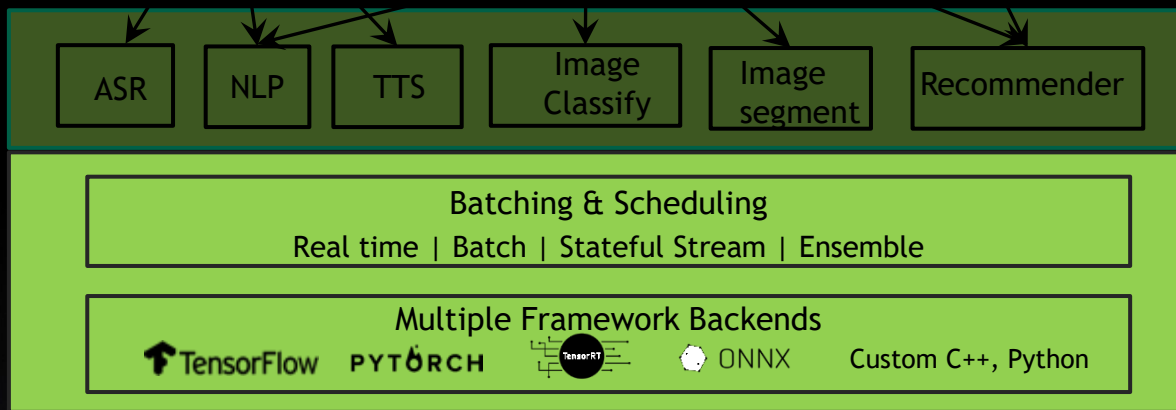 ASR
NLP
TTS
Image
Classify
Image
segment
Recommender
Batching & Scheduling
Real time | Batch | Stateful Stream | Ensemble
Multiple Framework Backends
TensorFlow PYTORCH TensorRT ONNX Custom C++, Python